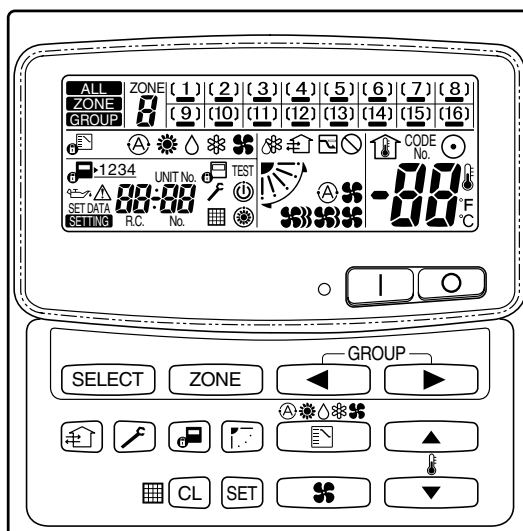 ALL ZONE (1) (2) (3) (4) (5) (6) (7) (8)
ZONE 8 (9) (10) (11) (12) (13) (14) (15) (16)
GROUP
A CODE No.
1234 UNIT No. TEST
SET DATA 88:88 A -88 °F
SETTING R.C. No. °C
I O
GROUP
SELECT ZONE ◀ ▶
A
▲
CL SET ▼